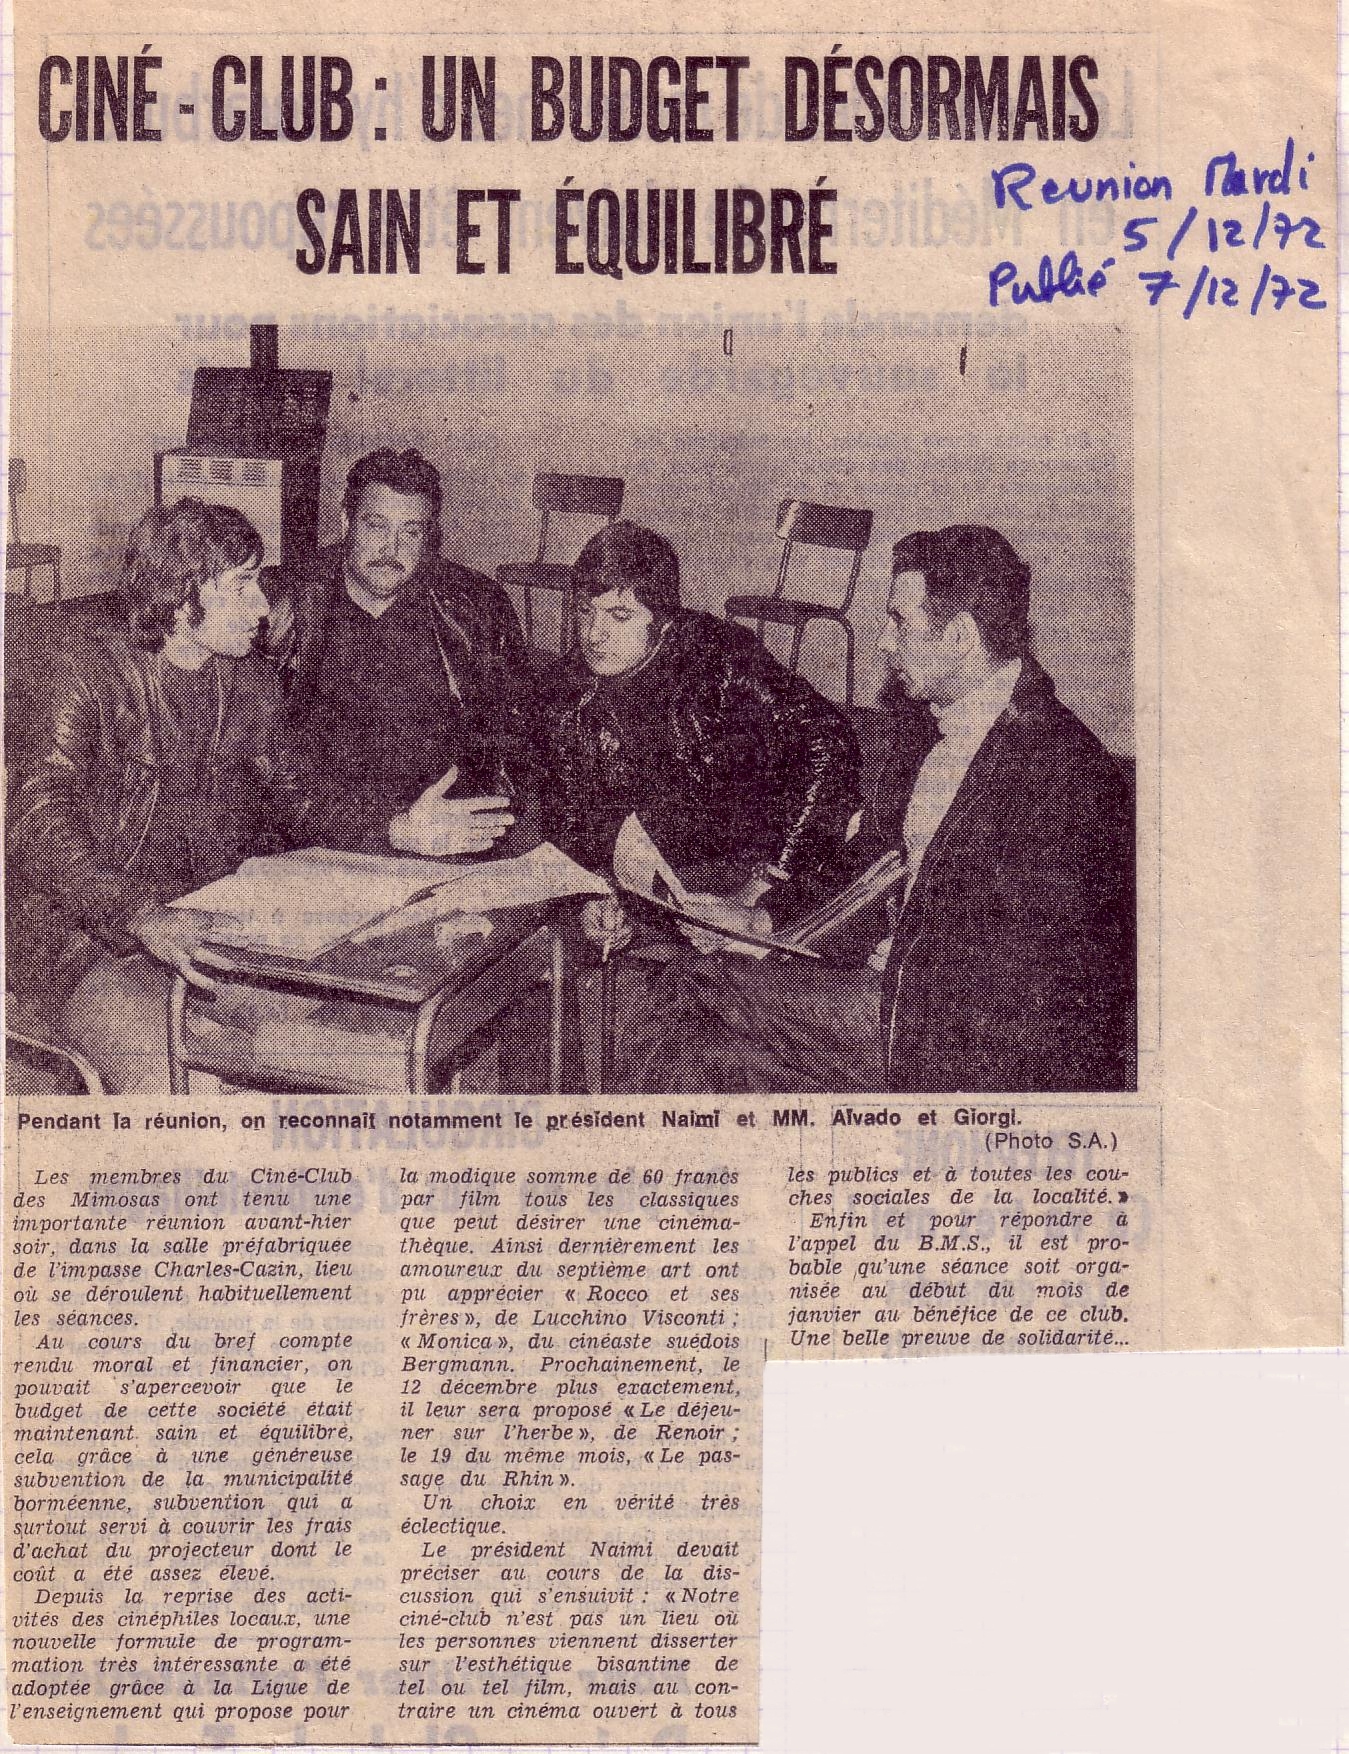 CINÉ - CLUB : UN BUDGET DÉSORMAIS
SAIN ET ÉQUILIBRÉ
Reunion Mardi
5/12/72
Publié 7/12/72
Pendant la réunion, on reconnaît notamment le président Naimi et MM. Alvado et Giorgi.
(Photo S.A.)
Les membres du Ciné-Club
des Mimosas ont tenu une
importante réunion avant-hier
soir, dans la salle préfabriquée
de l'impasse Charles-Cazin, lieu
où se déroulent habituellement
les séances.
Au cours du bref compte
rendu moral et financier, on
pouvait s'apercevoir que le
budget de cette société était
maintenant sain et équilibré,
cela grâce à une généreuse
subvention de la municipalité
borméenne, subvention qui a
surtout servi à couvrir les frais
d'achat du projecteur dont le
coût a été assez élevé.
Depuis la reprise des acti-
vités des cinéphiles locaux, une
nouvelle formule de program-
mation très intéressante a été
adoptée grâce à la Ligue de
l'enseignement qui propose pour
la modique somme de 60 francs
par film tous les classiques
que peut désirer une cinéma-
thèque. Ainsi dernièrement les
amoureux du septième art ont
pu apprécier « Rocco et ses
frères », de Lucchino Visconti ;
« Monica », du cinéaste suédois
Bergmann. Prochainement, le
12 décembre plus exactement,
il leur sera proposé « Le déjeu-
ner sur l'herbe », de Renoir ;
le 19 du même mois, « Le pas-
sage du Rhin ».
Un choix en vérité très
éclectique.
Le président Naimi devait
préciser au cours de la dis-
cussion qui s'ensuivit : « Notre
ciné-club n'est pas un lieu où
les personnes viennent disserter
sur l'esthétique bisantine de
tel ou tel film, mais au con-
traire un cinéma ouvert à tous
les publics et à toutes les cou-
ches sociales de la localité. »
Enfin et pour répondre à
l'appel du B.M.S., il est pro-
bable qu'une séance soit orga-
nisée au début du mois de
janvier au bénéfice de ce club.
Une belle preuve de solidarité...